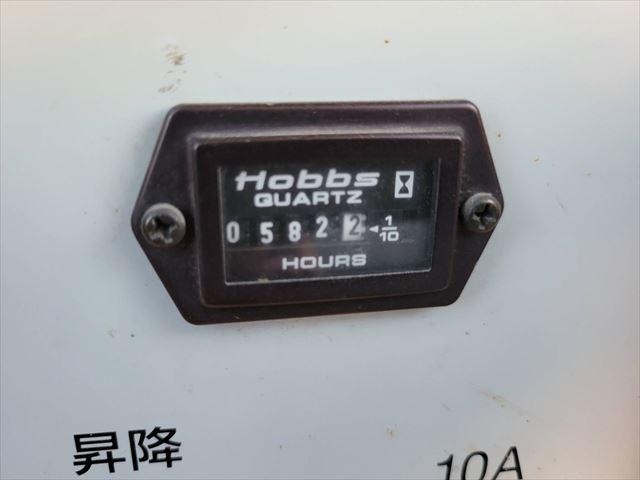 Hobbs
QUARTZ
0 5 8 2 2 ◄ 1/10
HOURS
昇降
10A